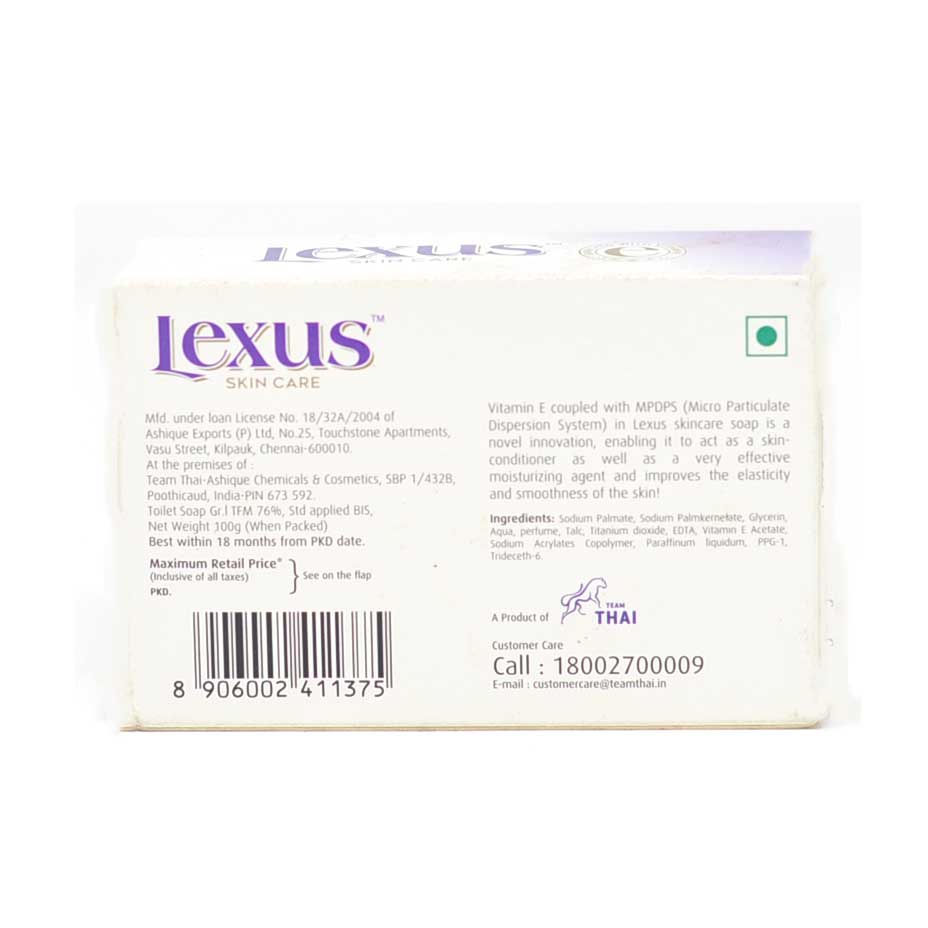 Lexus™
SKIN CARE
Lexus™
SKIN CARE
Mfd. under loan License No. 18/32A/2004 of
Ashique Exports (P) Ltd, No.25, Touchstone Apartments,
Vasu Street, Kilpauk, Chennai-600010.
At the premises of :
Team Thai-Ashique Chemicals & Cosmetics, SBP 1/432B,
Poothicaud, India-PIN 673 592.
Toilet Soap Gr.I TFM 76%, Std applied BIS,
Net Weight 100g (When Packed)
Best within 18 months from PKD date.
Maximum Retail Price*
(Inclusive of all taxes)
See on the flap
PKD.
8 906002 411375
Vitamin E coupled with MPDPS (Micro Particulate
Dispersion System) in Lexus skincare soap is a
novel innovation, enabling it to act as a skin-
conditioner as well as a very effective
moisturizing agent and improves the elasticity
and smoothness of the skin!
Ingredients: Sodium Palmate, Sodium Palmkernelate, Glycerin,
Aqua, perfume, Talc, Titanium dioxide, EDTA, Vitamin E Acetate,
Sodium Acrylates Copolymer, Paraffinum liquidum, PPG-1,
Trideceth-6.
A Product of
TEAM
THAI
Customer Care
Call : 18002700009
E-mail : customercare@teamthai.in